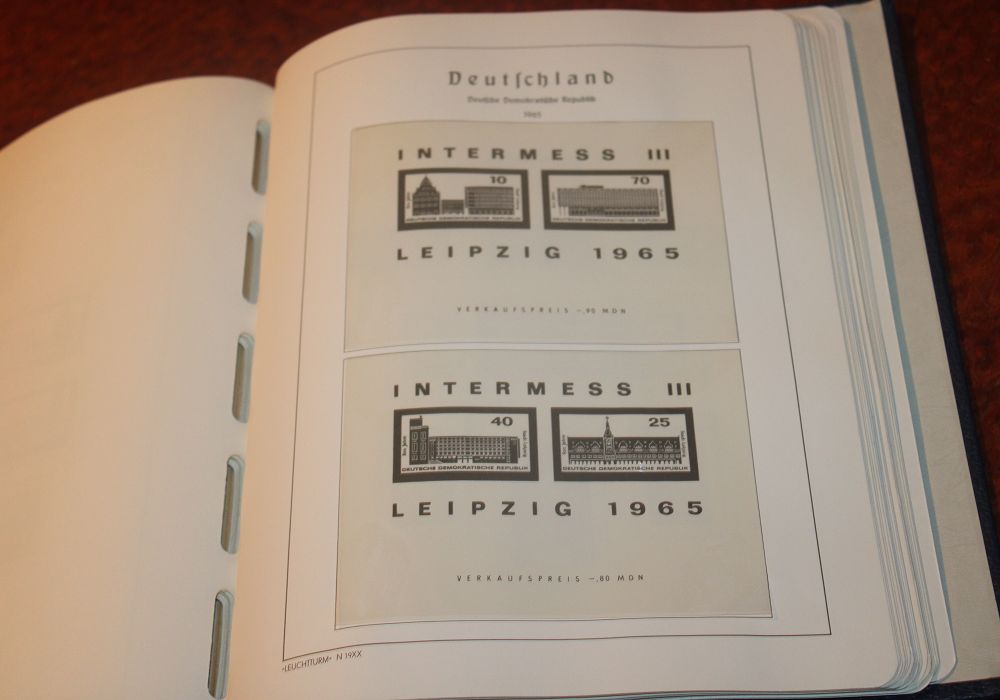 Deutſchland
Deutſche Demokratiſche Republik
1965
INTERMESS III
10
70
DEUTSCHE DEMOKRATISCHE REPUBLIK
DEUTSCHE DEMOKRATISCHE REPUBLIK
LEIPZIG 1965
VERKAUFSPREIS -,90 MDN
INTERMESS III
40
25
DEUTSCHE DEMOKRATISCHE REPUBLIK
DEUTSCHE DEMOKRATISCHE REPUBLIK
LEIPZIG 1965
VERKAUFSPREIS -,80 MDN
»LEUCHTTURM« N 19XX